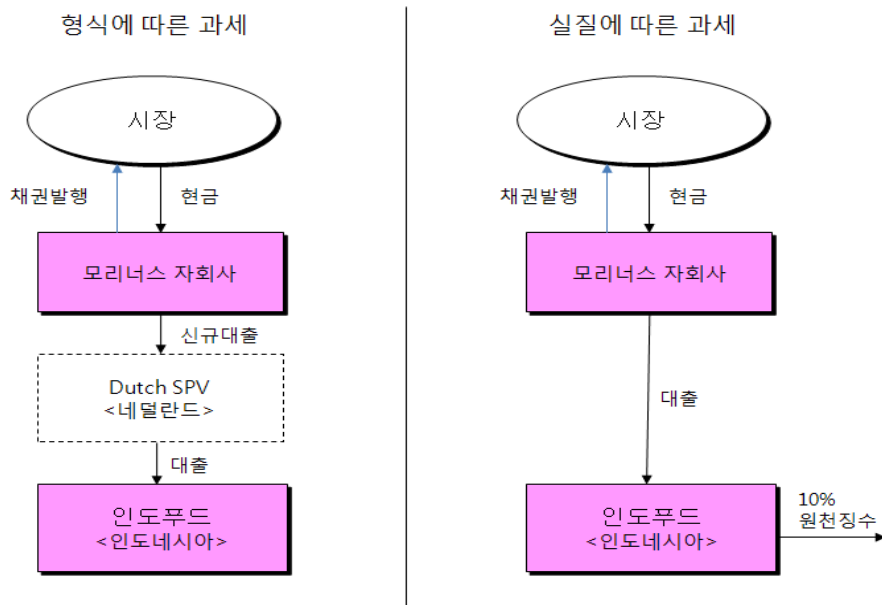 형식에 따른 과세
시장
채권발행
현금
모리너스 자회사
신규대출
Dutch SPV
<네덜란드>
대출
인도푸드
<인도네시아>
실질에 따른 과세
시장
채권발행
현금
모리너스 자회사
대출
인도푸드
<인도네시아>
10%
원천징수